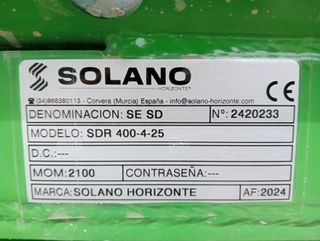 SOLANO
HORIZONTE
(34)968380113 - Corvera (Murcia) España - info@solano-horizonte.com
DENOMINACION: SE SD Nº: 2420233
MODELO: SDR 400-4-25
D.C.:---
MOM: 2100 CONTRASEÑA:---
MARCA: SOLANO HORIZONTE AF: 2024